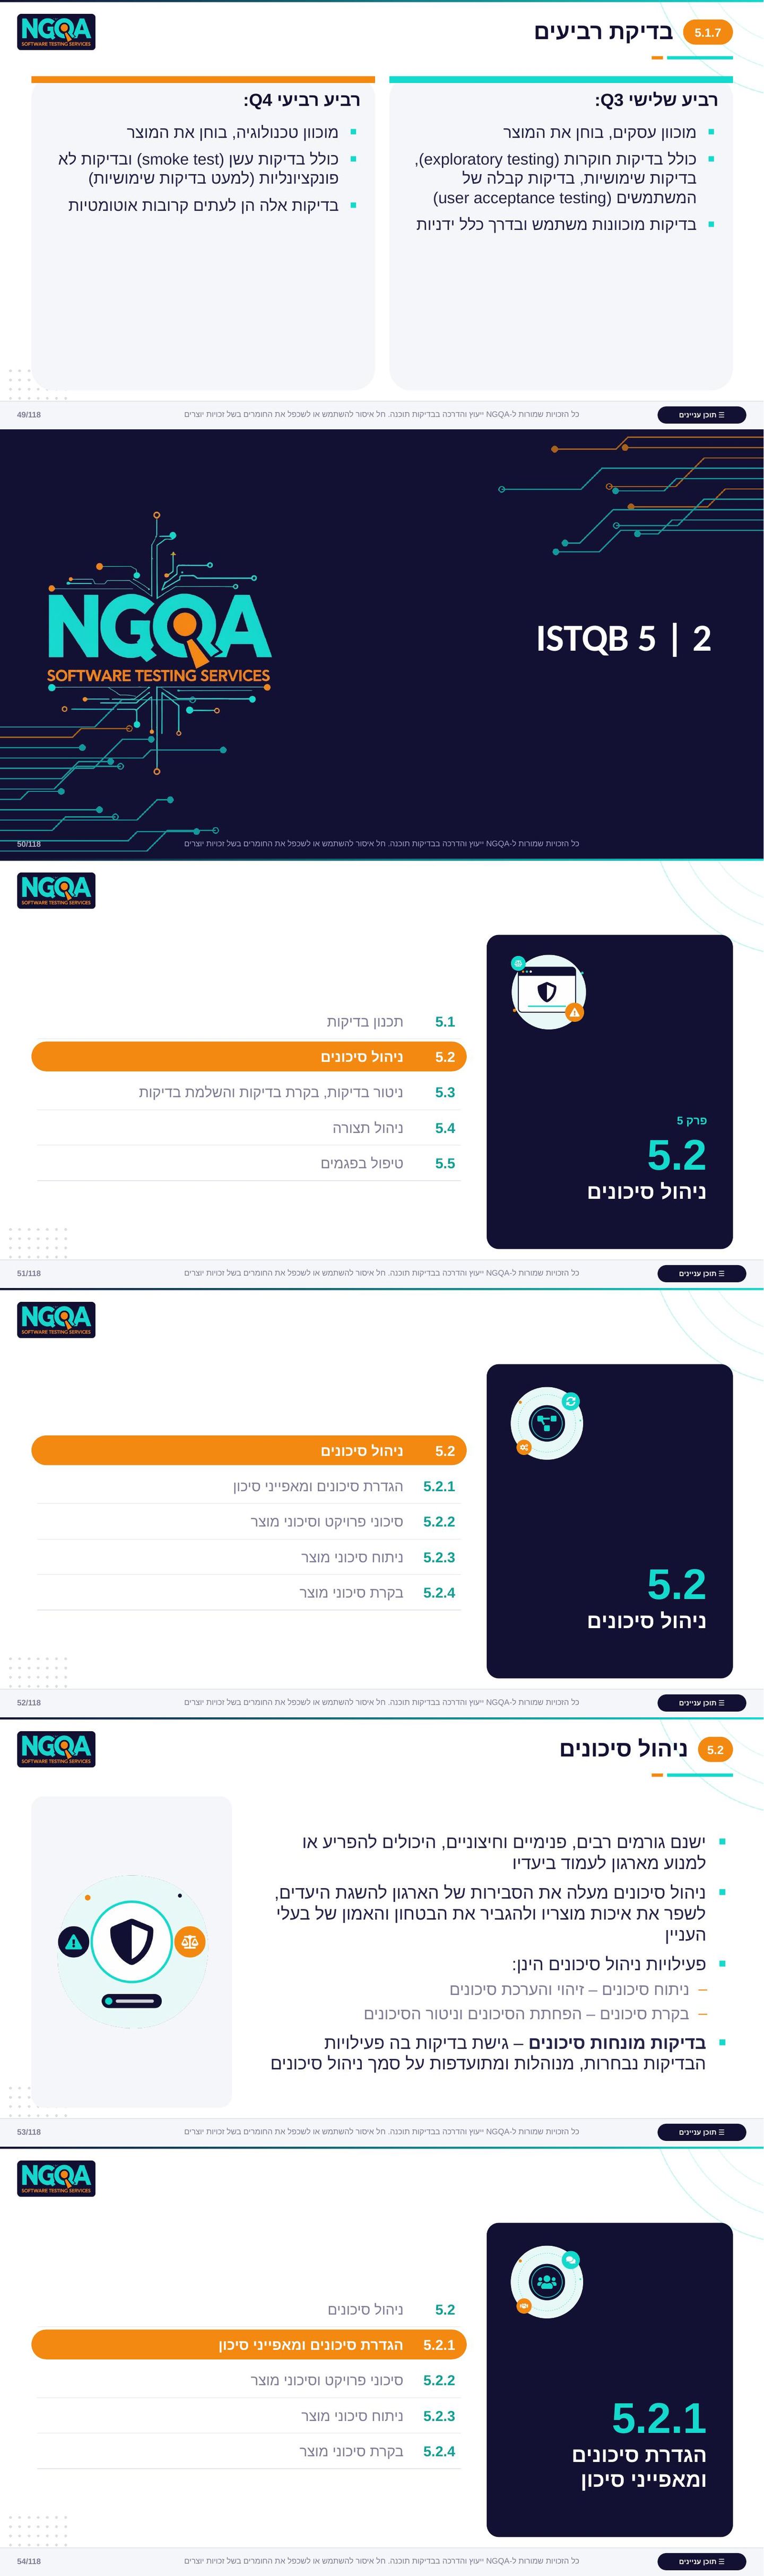 5.1.7 בדיקת רביעים
NGQA
SOFTWARE TESTING SERVICES
רביע שלישי Q3:
מוכוון עסקים, בוחן את המוצר
כולל בדיקות חוקרות (exploratory testing),
בדיקות שימושיות, בדיקות קבלה של
המשתמשים (user acceptance testing)
בדיקות מוכוונות משתמש ובדרך כלל ידניות
רביע רביעי Q4:
מוכוון טכנולוגיה, בוחן את המוצר
כולל בדיקות עשן (smoke test) ובדיקות לא
פונקציונליות (למעט בדיקות שימושיות)
בדיקות אלה הן לעתים קרובות אוטומטיות
☰ תוכן עניינים
כל הזכויות שמורות ל-NGQA ייעוץ והדרכה בבדיקות תוכנה. חל איסור להשתמש או לשכפל את החומרים בשל זכויות יוצרים
49/118
ISTQB 5 | 2
NGQA
SOFTWARE TESTING SERVICES
כל הזכויות שמורות ל-NGQA ייעוץ והדרכה בבדיקות תוכנה. חל איסור להשתמש או לשכפל את החומרים בשל זכויות יוצרים
50/118
NGQA
SOFTWARE TESTING SERVICES
פרק 5
5.2
ניהול סיכונים
5.1 תכנון בדיקות
5.2 ניהול סיכונים
5.3 ניטור בדיקות, בקרת בדיקות והשלמת בדיקות
5.4 ניהול תצורה
5.5 טיפול בפגמים
☰ תוכן עניינים
כל הזכויות שמורות ל-NGQA ייעוץ והדרכה בבדיקות תוכנה. חל איסור להשתמש או לשכפל את החומרים בשל זכויות יוצרים
51/118
NGQA
SOFTWARE TESTING SERVICES
5.2
ניהול סיכונים
5.2 ניהול סיכונים
5.2.1 הגדרת סיכונים ומאפייני סיכון
5.2.2 סיכוני פרויקט וסיכוני מוצר
5.2.3 ניתוח סיכוני מוצר
5.2.4 בקרת סיכוני מוצר
☰ תוכן עניינים
כל הזכויות שמורות ל-NGQA ייעוץ והדרכה בבדיקות תוכנה. חל איסור להשתמש או לשכפל את החומרים בשל זכויות יוצרים
52/118
5.2 ניהול סיכונים
NGQA
SOFTWARE TESTING SERVICES
ישנם גורמים רבים, פנימיים וחיצוניים, היכולים להפריע או
למנוע מארגון לעמוד ביעדיו
ניהול סיכונים מעלה את הסבירות של הארגון להשגת היעדים,
לשפר את איכות מוצריו ולהגביר את הבטחון והאמון של בעלי
העניין
פעילויות ניהול סיכונים הינן:
– ניתוח סיכונים – זיהוי והערכת סיכונים
– בקרת סיכונים – הפחתת הסיכונים וניטור הסיכונים
בדיקות מונחות סיכונים – גישת בדיקות בה פעילויות
הבדיקות נבחרות, מנוהלות ומתועדפות על סמך ניהול סיכונים
☰ תוכן עניינים
כל הזכויות שמורות ל-NGQA ייעוץ והדרכה בבדיקות תוכנה. חל איסור להשתמש או לשכפל את החומרים בשל זכויות יוצרים
53/118
NGQA
SOFTWARE TESTING SERVICES
5.2.1
הגדרת סיכונים
ומאפייני סיכון
5.2 ניהול סיכונים
5.2.1 הגדרת סיכונים ומאפייני סיכון
5.2.2 סיכוני פרויקט וסיכוני מוצר
5.2.3 ניתוח סיכוני מוצר
5.2.4 בקרת סיכוני מוצר
☰ תוכן עניינים
כל הזכויות שמורות ל-NGQA ייעוץ והדרכה בבדיקות תוכנה. חל איסור להשתמש או לשכפל את החומרים בשל זכויות יוצרים
54/118